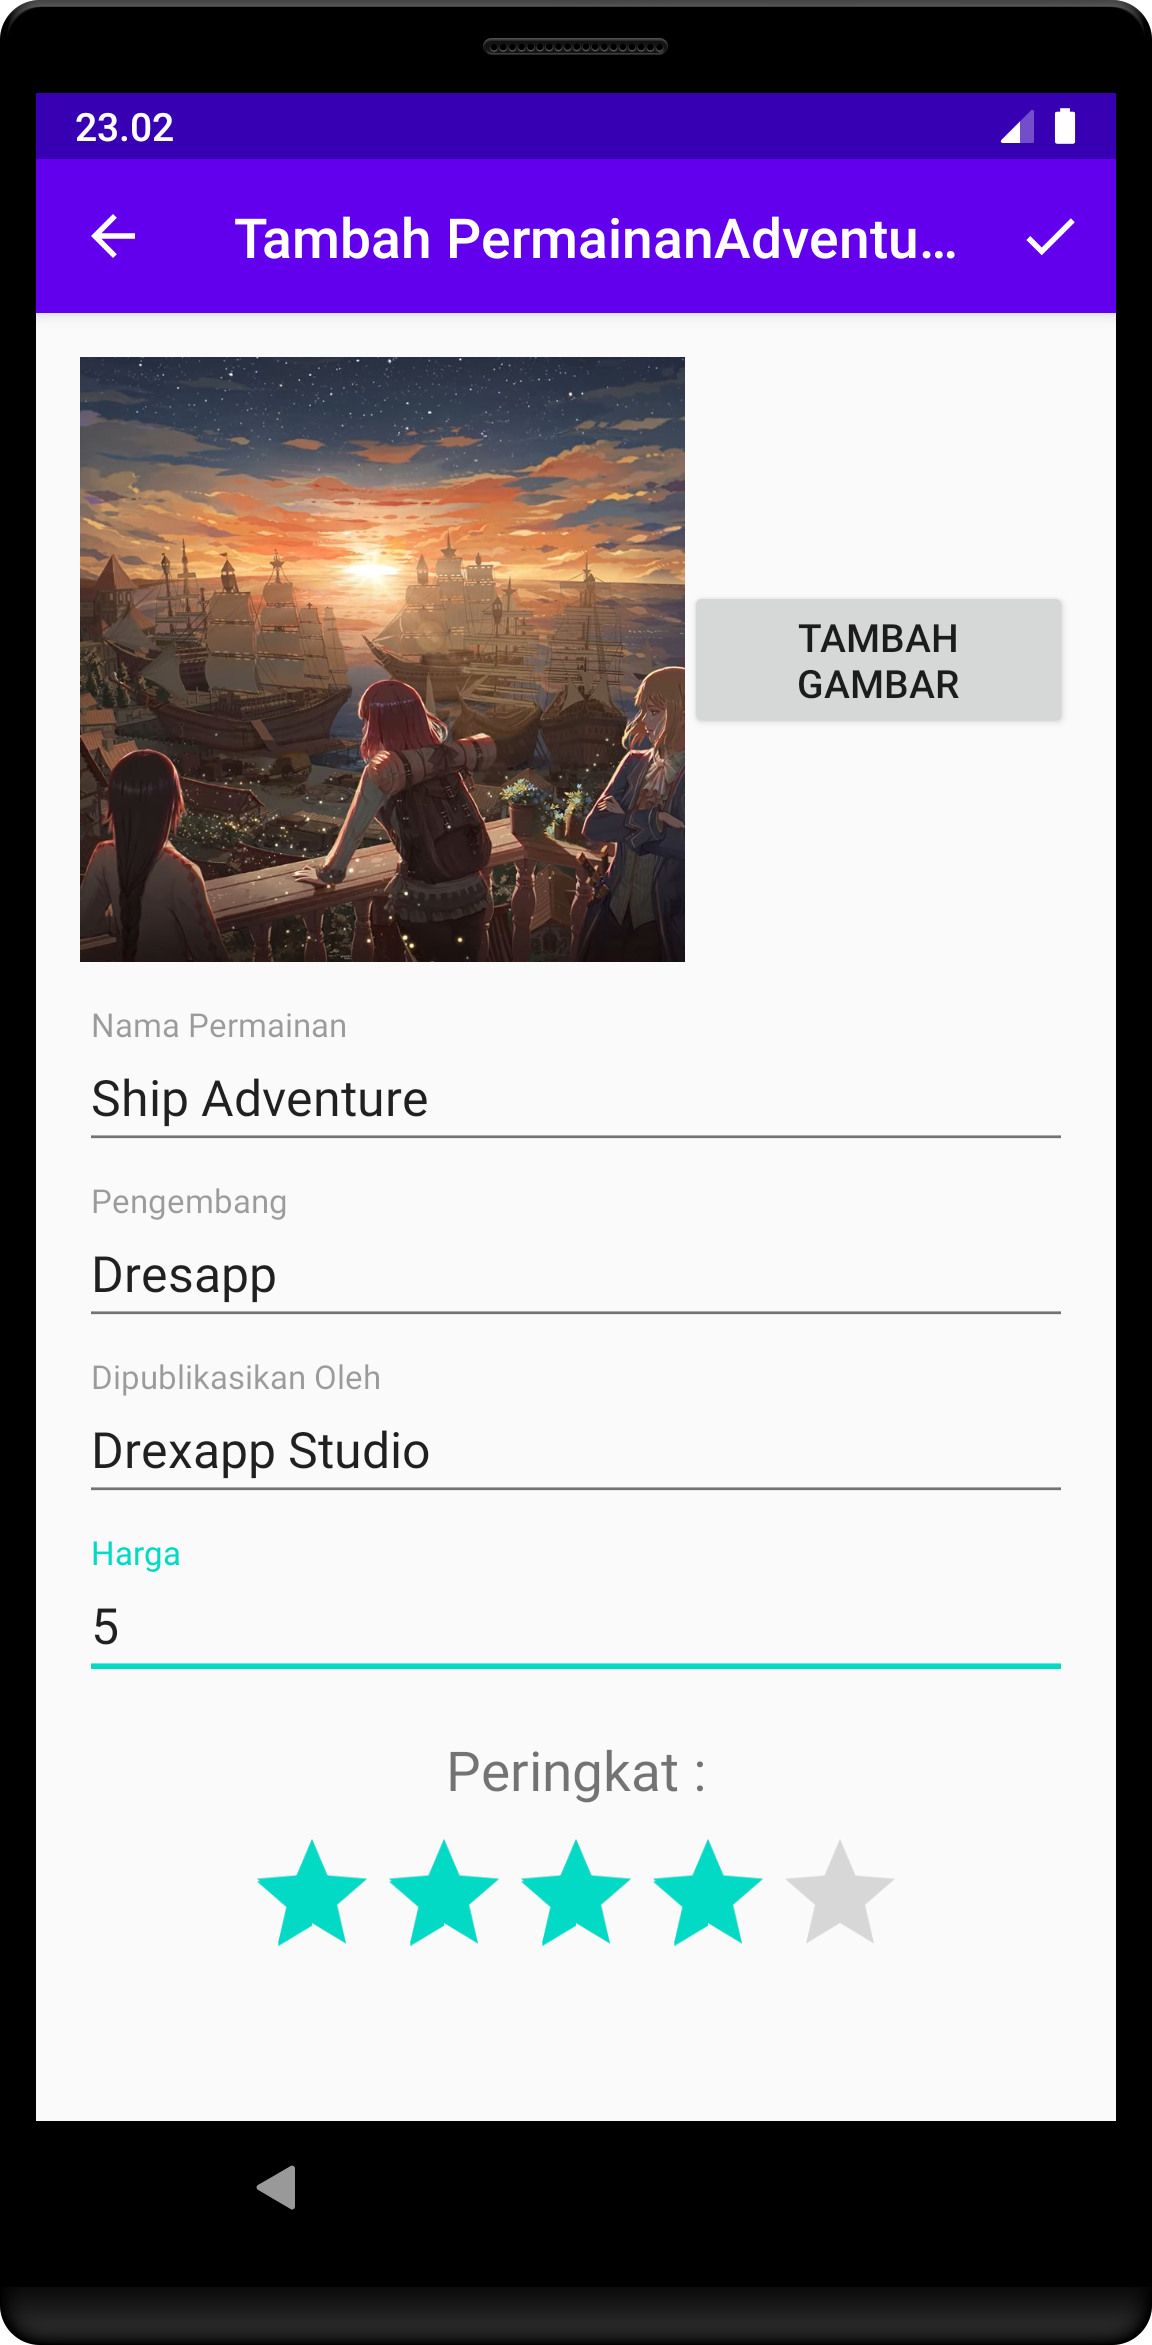 23.02
Tambah PermainanAdventu...
TAMBAH
GAMBAR
Nama Permainan
Ship Adventure
Pengembang
Dresapp
Dipublikasikan Oleh
Drexapp Studio
Harga
5
Peringkat :